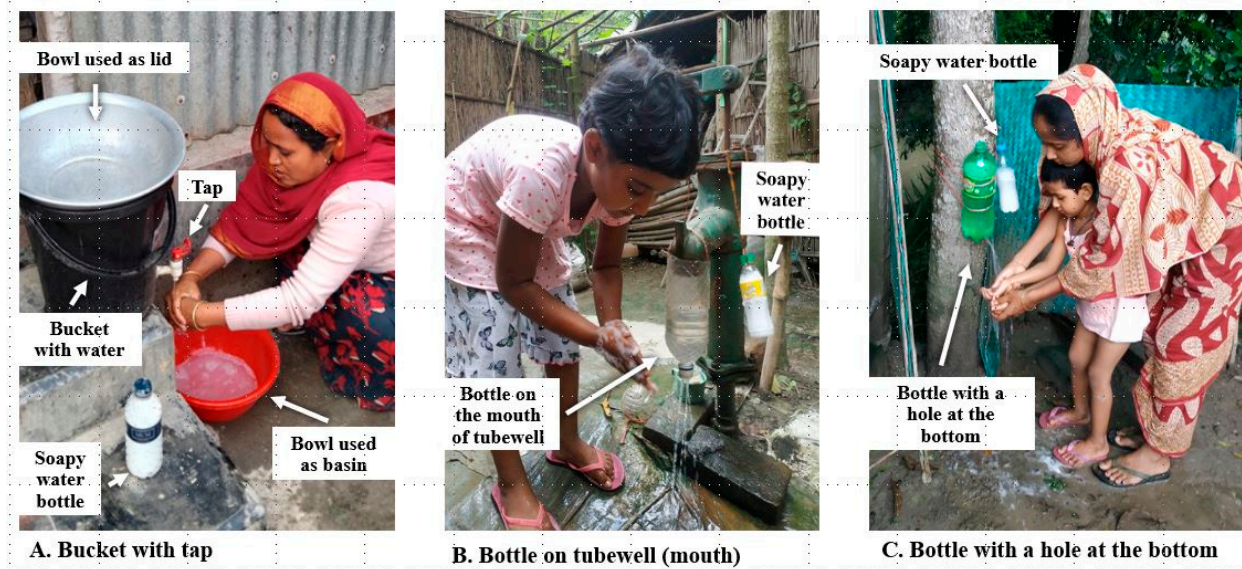 Bowl used as lid
Tap
Bucket
with water
Soapy
water
bottle
Bowl used
as basin
A. Bucket with tap
Soapy
water
bottle
Bottle on
the mouth
of tubewell
B. Bottle on tubewell (mouth)
Soapy water bottle
Bottle with a
hole at the
bottom
C. Bottle with a hole at the bottom